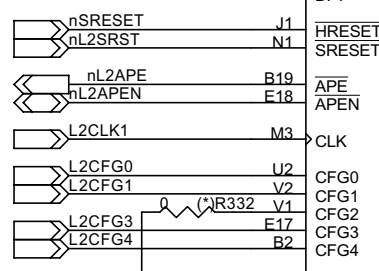 nSRESET J1 HRESET
nL2SRST N1 SRESET
nL2APE B19 APE
nL2APEN E18 APEN
L2CLK1 M3 CLK
L2CFG0 U2 CFG0
L2CFG1 V2 CFG1
0 (*)R332 V1 CFG2
L2CFG3 E17 CFG3
L2CFG4 B2 CFG4